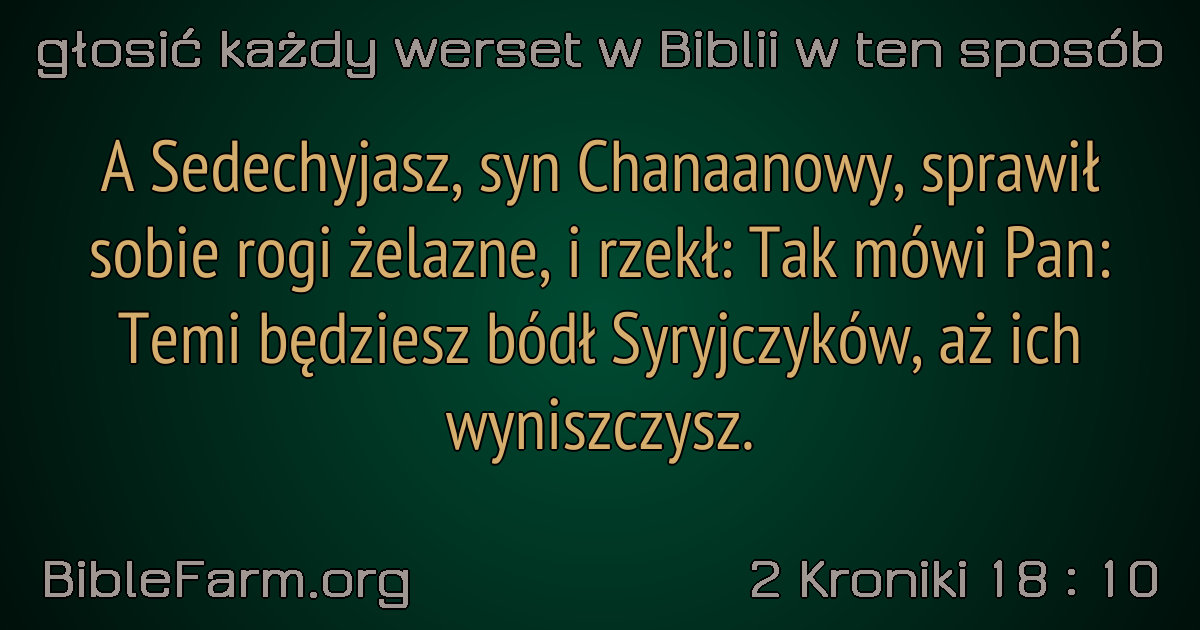 głosić każdy werset w Biblii w ten sposób
A Sedechyjasz, syn Chanaanowy, sprawił
sobie rogi żelazne, i rzekł: Tak mówi Pan:
Temi będziesz bódł Syryjczyków, aż ich
wyniszczysz.
BibleFarm.org
2 Kroniki 18 : 10